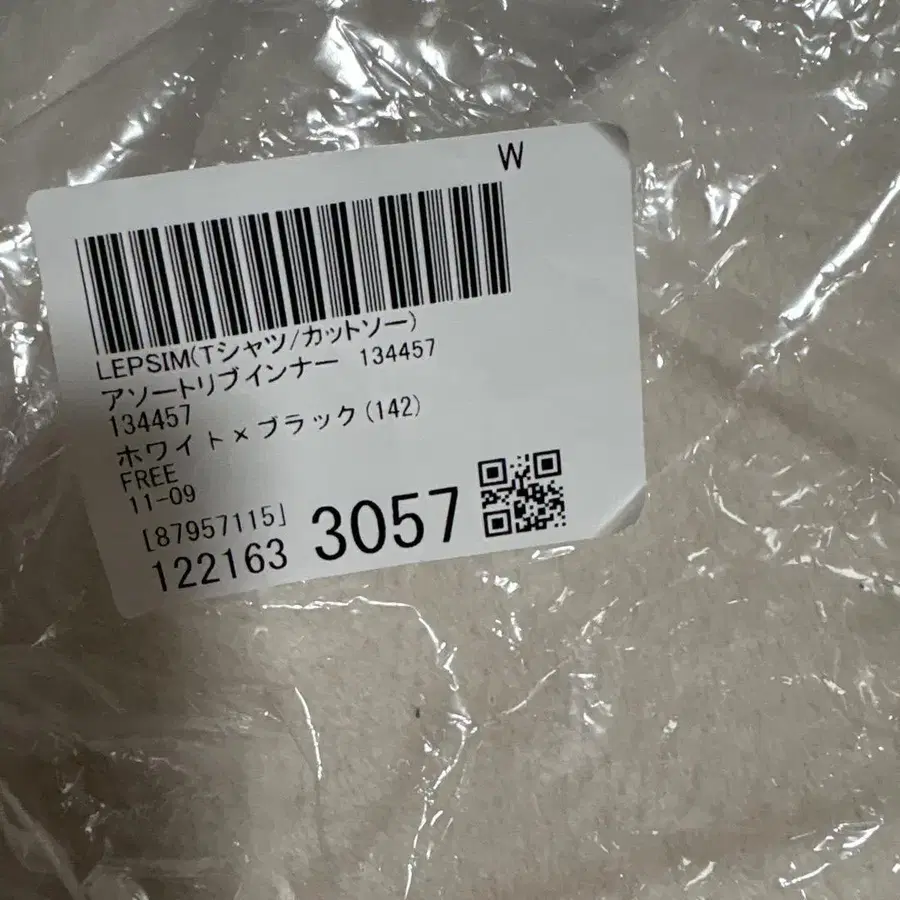 W
LEPSIM(Tシャツ/カットソー)
アソートリブインナー 134457
134457
ホワイト×ブラック(142)
FREE
11-09
[87957115]
122163 3057